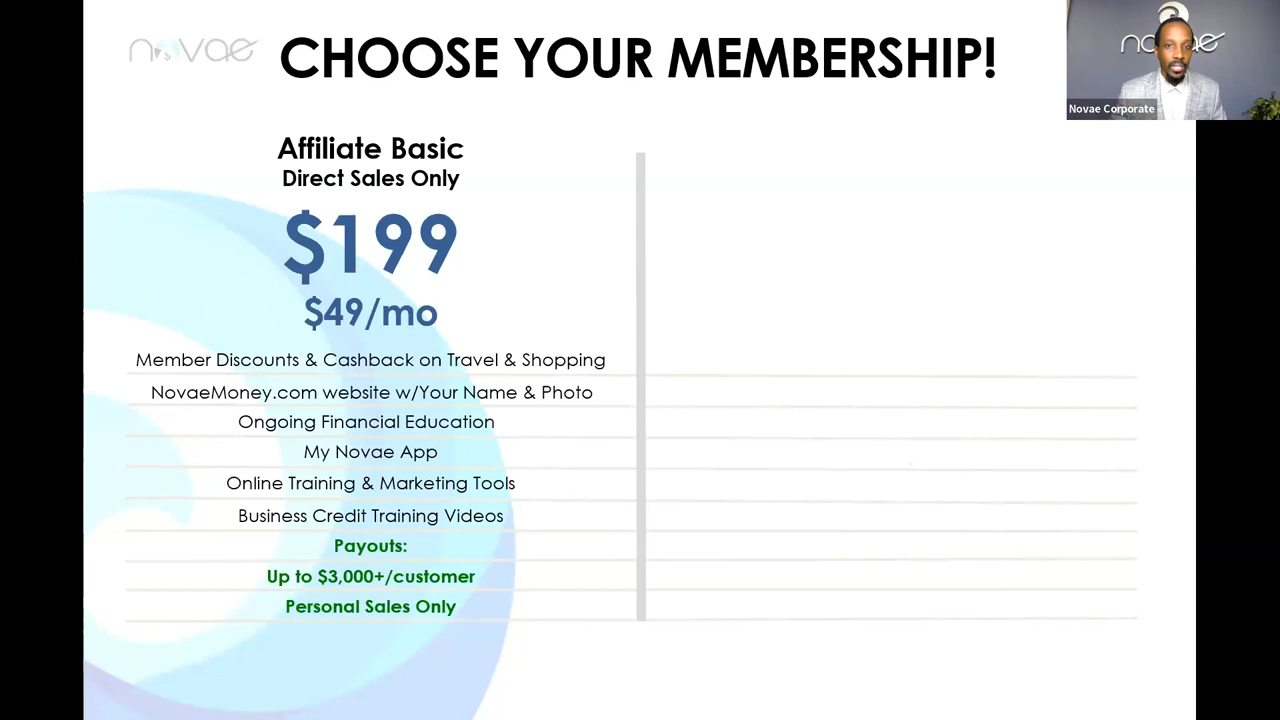 novae
CHOOSE YOUR MEMBERSHIP!
novae
Novae Corporate
Affiliate Basic
Direct Sales Only
$199
$49/mo
Member Discounts & Cashback on Travel & Shopping
NovaeMoney.com website w/Your Name & Photo
Ongoing Financial Education
My Novae App
Online Training & Marketing Tools
Business Credit Training Videos
Payouts:
Up to $3,000+/customer
Personal Sales Only